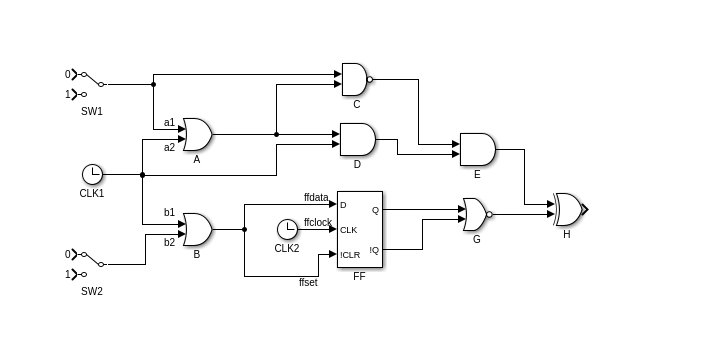 0
1
SW1
a1
a2
A
C
D
E
CLK1
b1
b2
B
0
1
SW2
ffdata
ffclock
CLK2
ffset
D
Q
CLK
!CLR
!Q
FF
G
H